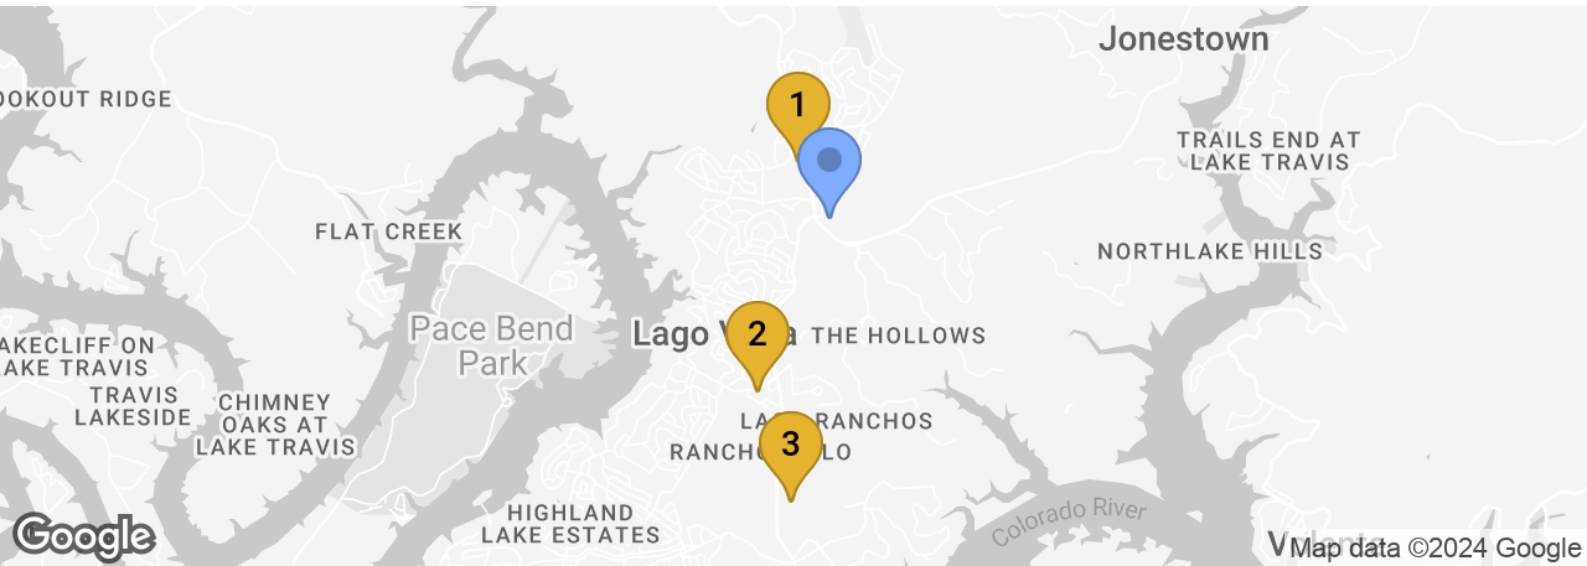 Jonestown
OOKOUT RIDGE
1
TRAILS END AT
LAKE TRAVIS
FLAT CREEK
NORTHLAKE HILLS
Pace Bend
Park
Lago
2
THE HOLLOWS
AKECLIFF ON
AKE TRAVIS
TRAVIS
LAKESIDE
CHIMNEY
OAKS AT
LAKE TRAVIS
RANCHOS
3
HIGHLAND
LAKE ESTATES
Colorado River
Google
Map data ©2024 Google